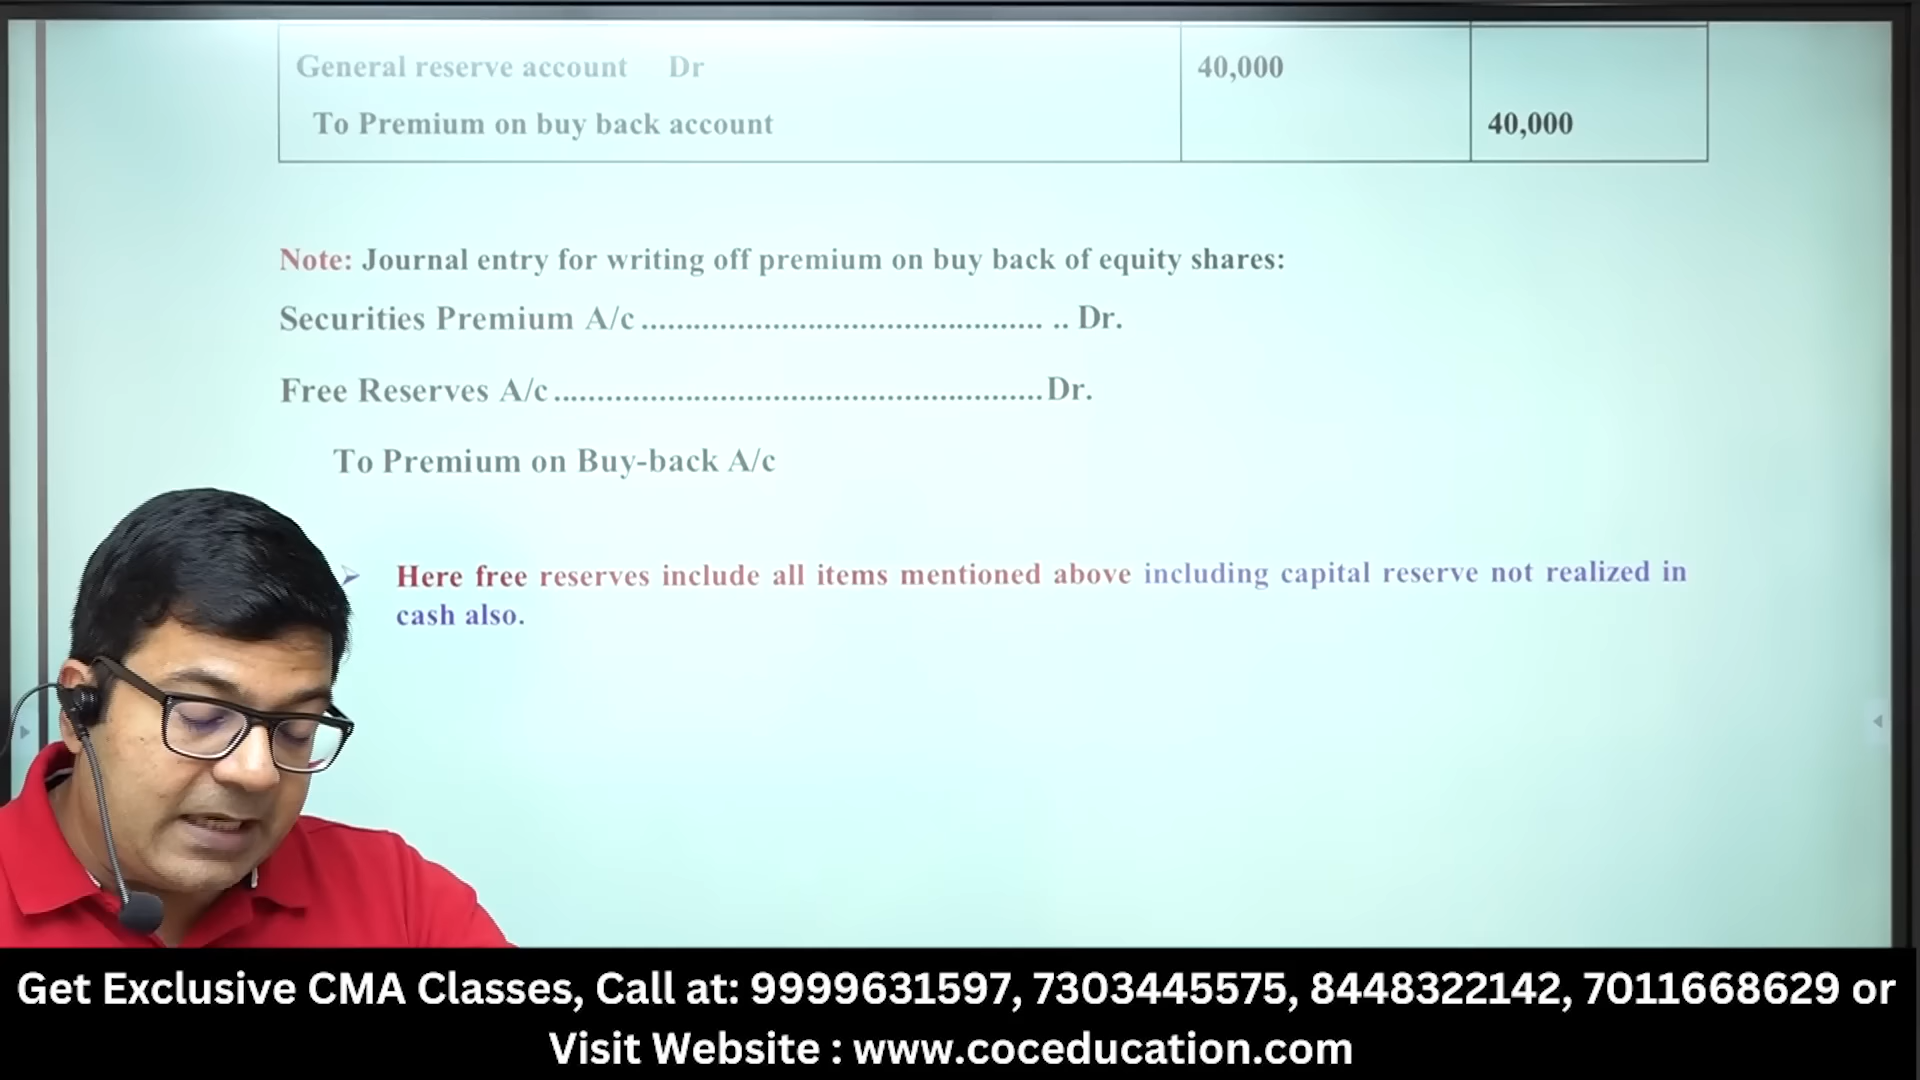 General reserve account Dr 40,000
To Premium on buy back account 40,000
Note: Journal entry for writing off premium on buy back of equity shares:
Securities Premium A/c.............................................. .. Dr.
Free Reserves A/c........................................................Dr.
To Premium on Buy-back A/c
Here free reserves include all items mentioned above including capital reserve not realized in
cash also.
Get Exclusive CMA Classes, Call at: 9999631597, 7303445575, 8448322142, 7011668629 or
Visit Website : www.coceducation.com